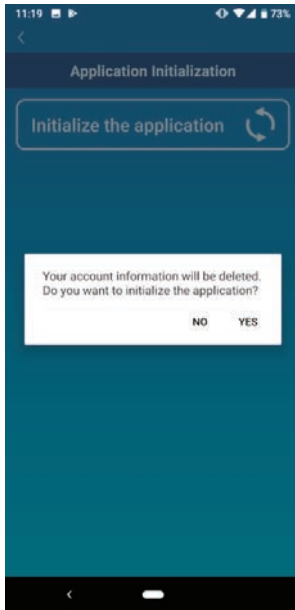 11:19
73%
Application Initialization
Initialize the application
Your account information will be deleted.
Do you want to initialize the application?
NO YES